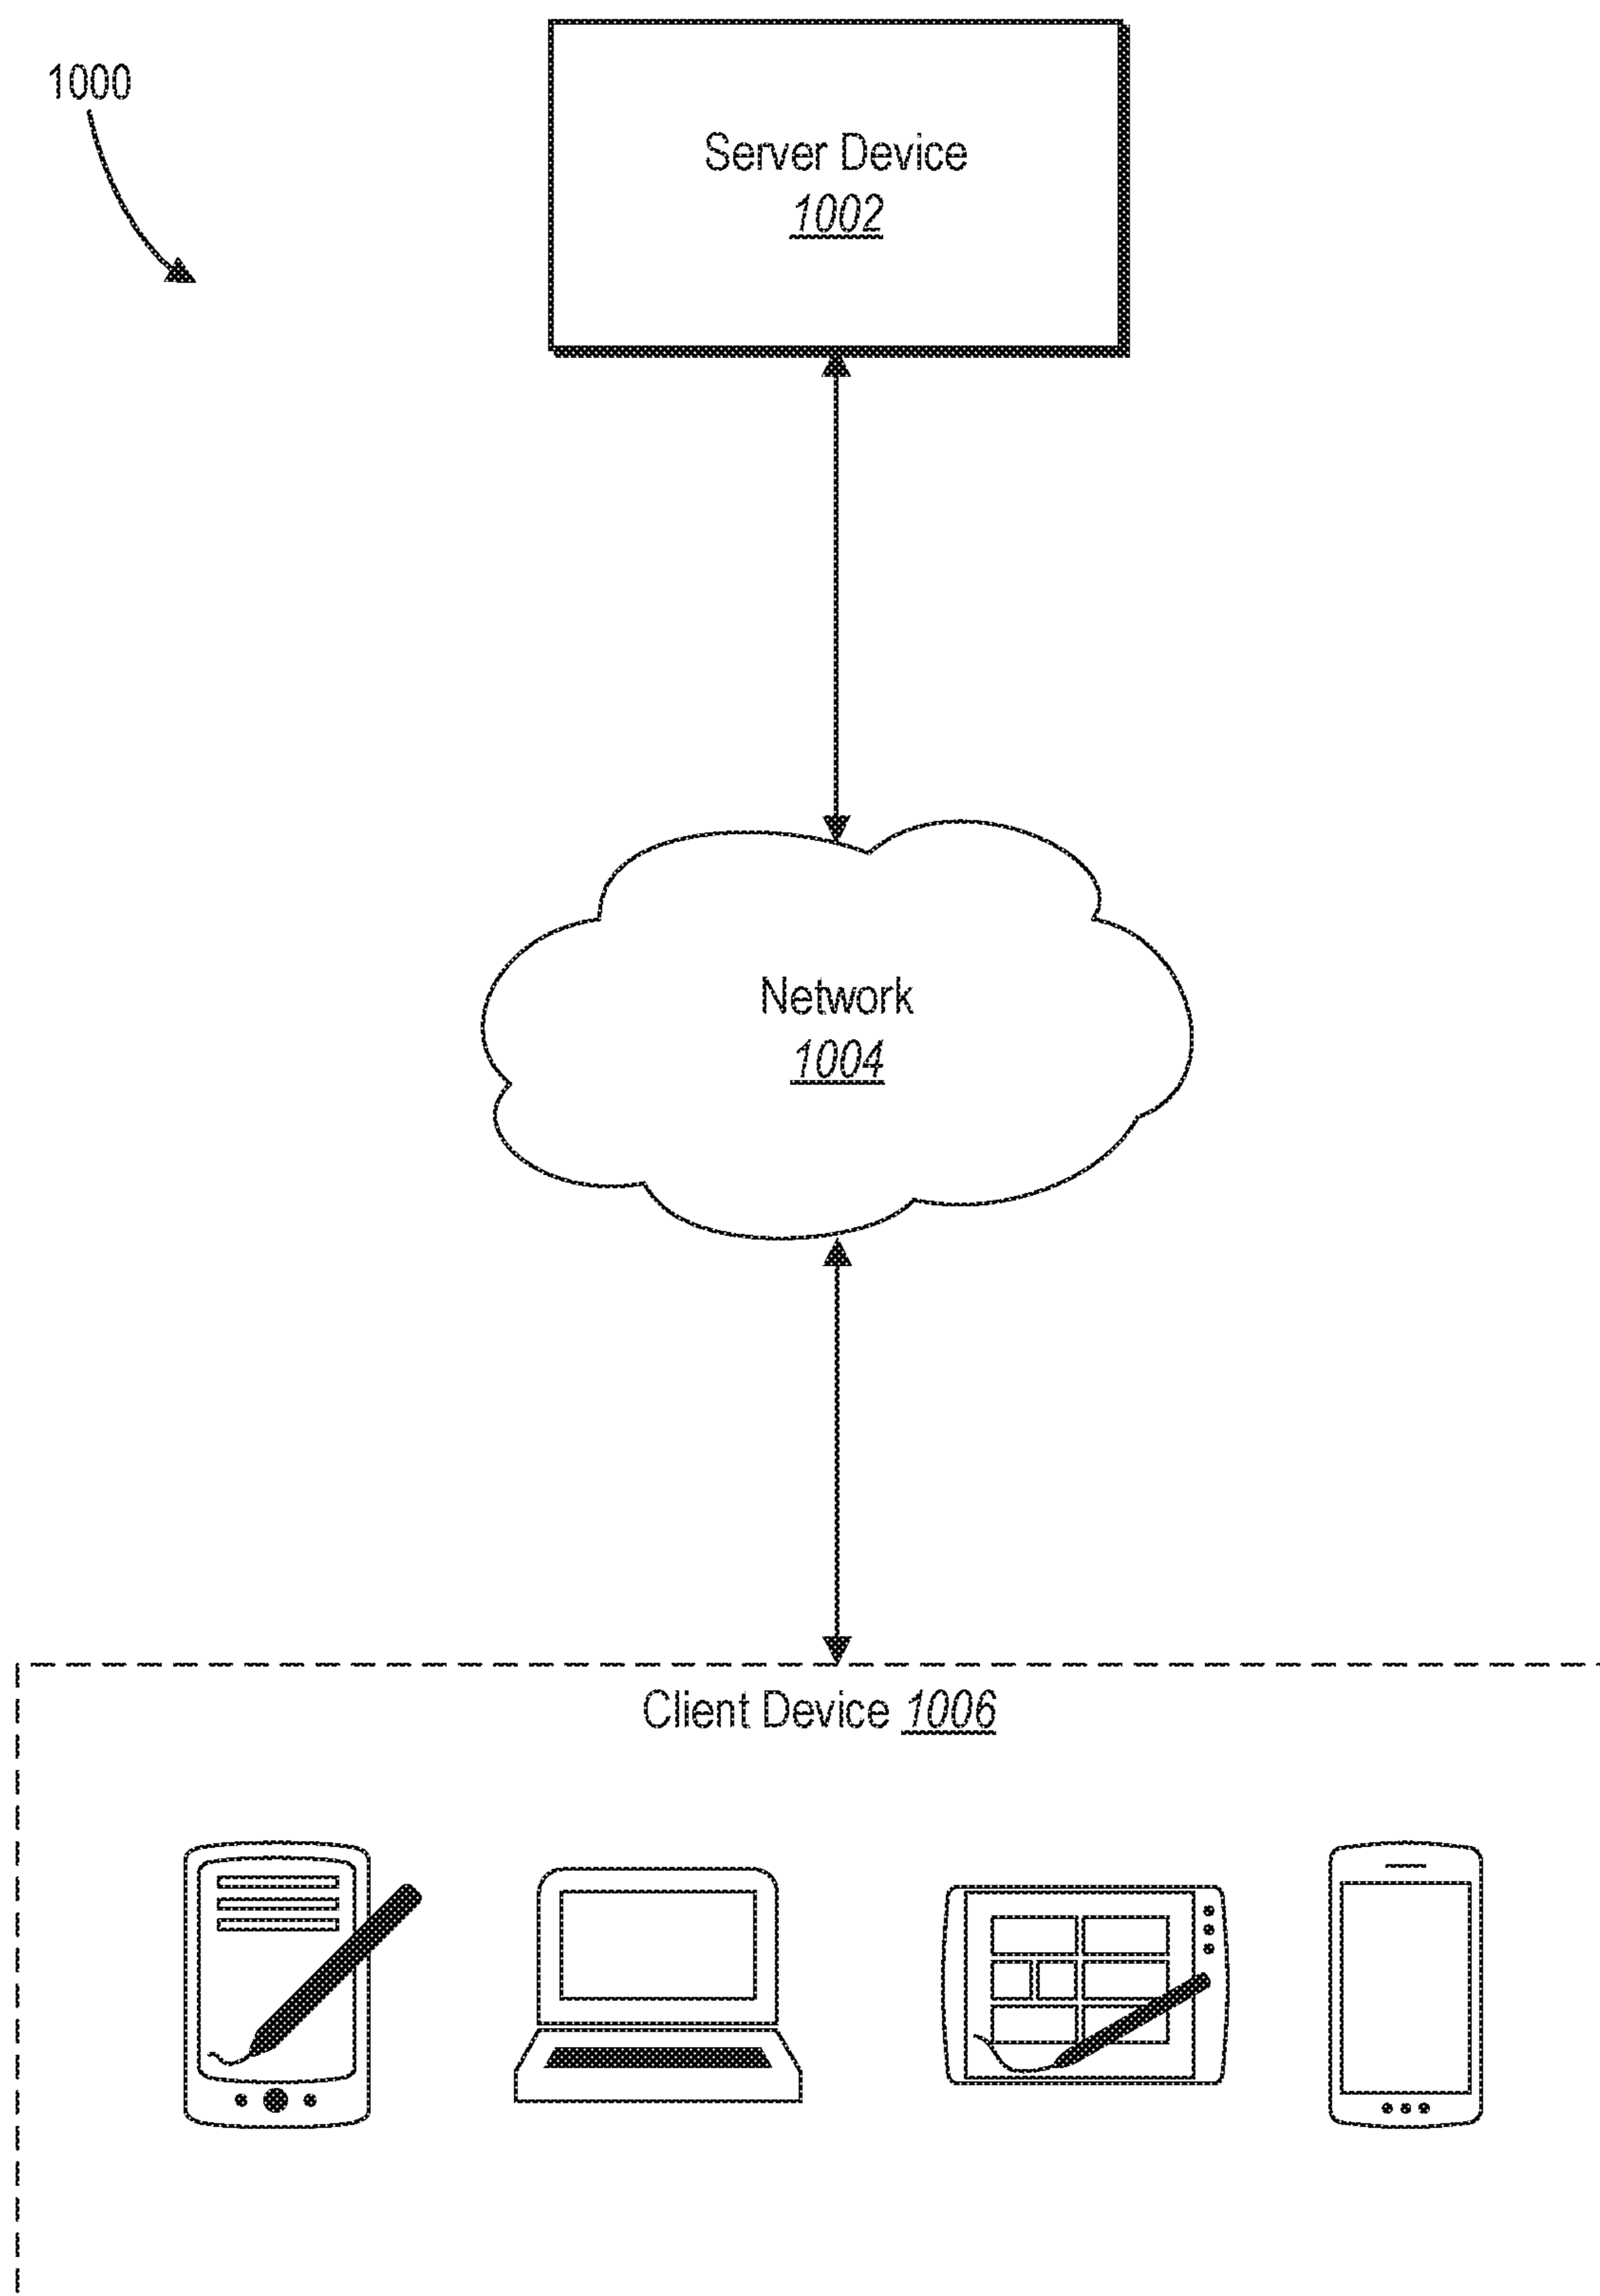 1000
Server Device
1002
Network
1004
Client Device 1006